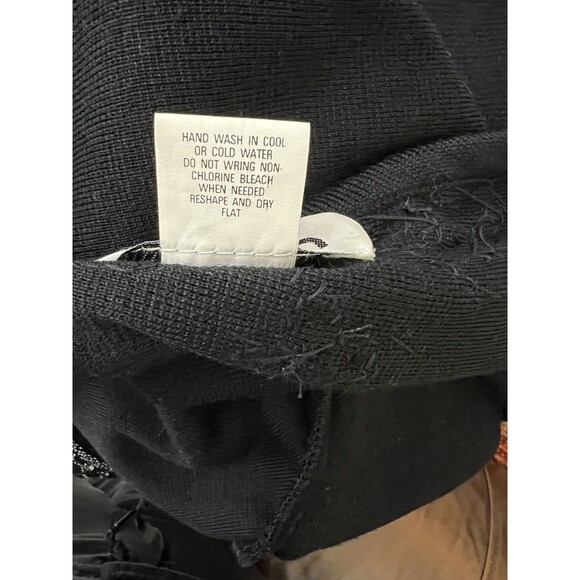 HAND WASH IN COOL
OR COLD WATER
DO NOT WRING NON-
CHLORINE BLEACH
WHEN NEEDED
RESHAPE AND DRY
FLAT